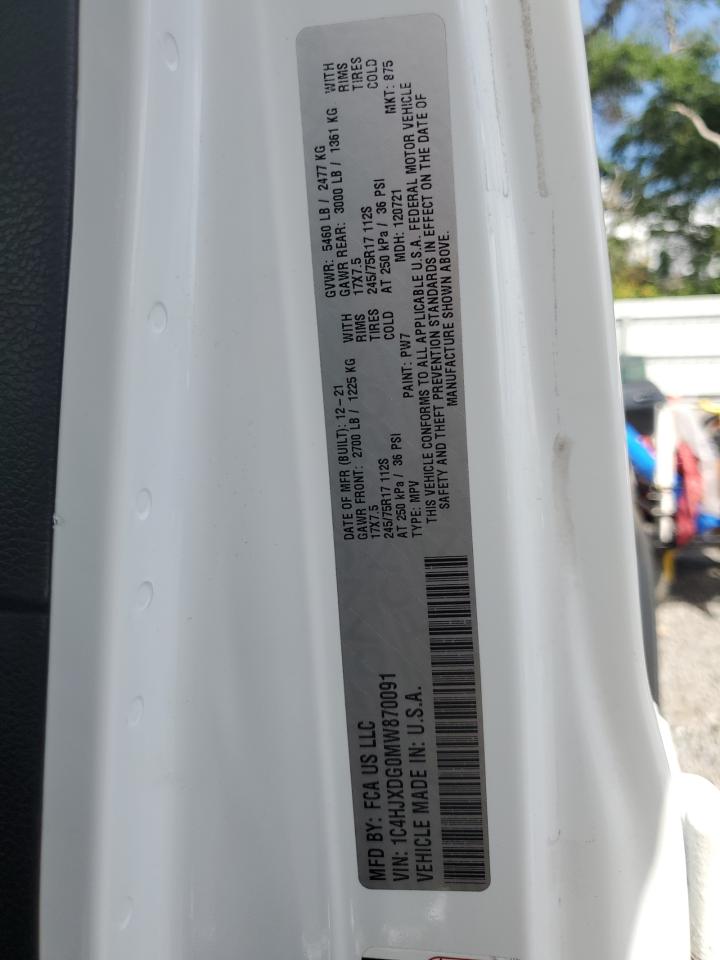 MFD BY: FCA US LLC
VIN: 1C4HJXDG0MW870091
VEHICLE MADE IN: U.S.A.
DATE OF MFR (BUILT): 12-21
GAWR FRONT: 2700 LB / 1225 KG
17X7.5
245/75R17 112S
AT 250 kPa / 36 PSI
WITH
RIMS
TIRES
COLD
GVWR: 5460 LB / 2477 KG
GAWR REAR: 3000 LB / 1361 KG
17X7.5
245/75R17 112S
AT 250 kPa / 36 PSI
WITH
RIMS
TIRES
COLD
TYPE: MPV PAINT: PW7 MDH: 120721 MKT: 875
THIS VEHICLE CONFORMS TO ALL APPLICABLE U.S.A. FEDERAL MOTOR VEHICLE
SAFETY AND THEFT PREVENTION STANDARDS IN EFFECT ON THE DATE OF
MANUFACTURE SHOWN ABOVE.